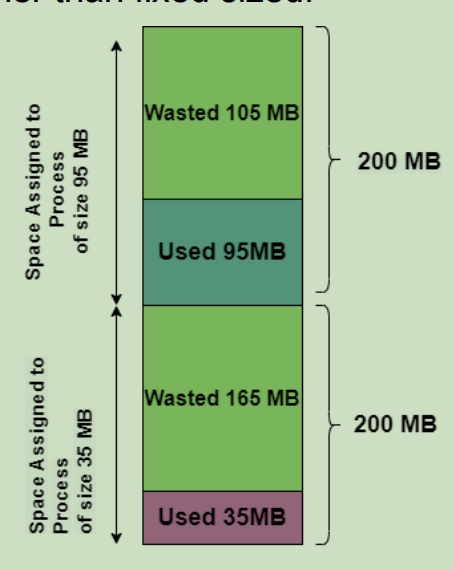 ner than fixed sized.
Wasted 105 MB
Space Assigned to
Process
of size 95 MB
200 MB
Used 95MB
Wasted 165 MB
Space Assigned to
Process
of size 35 MB
200 MB
Used 35MB